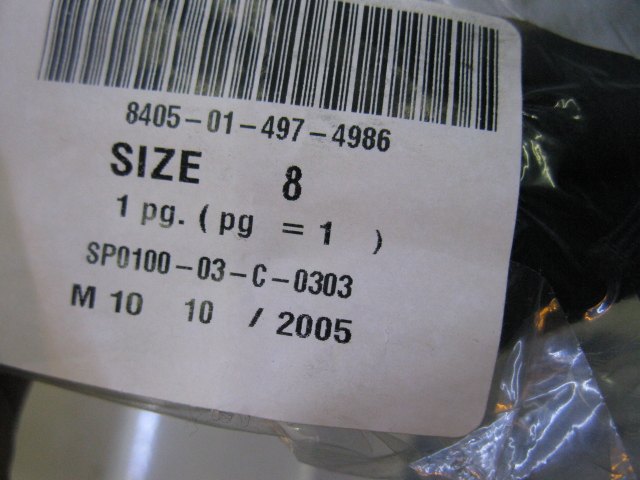 8405-01-497-4986
SIZE 8
1 pg. ( pg = 1 )
SP0100-03-C-0303
M 10 10 / 2005